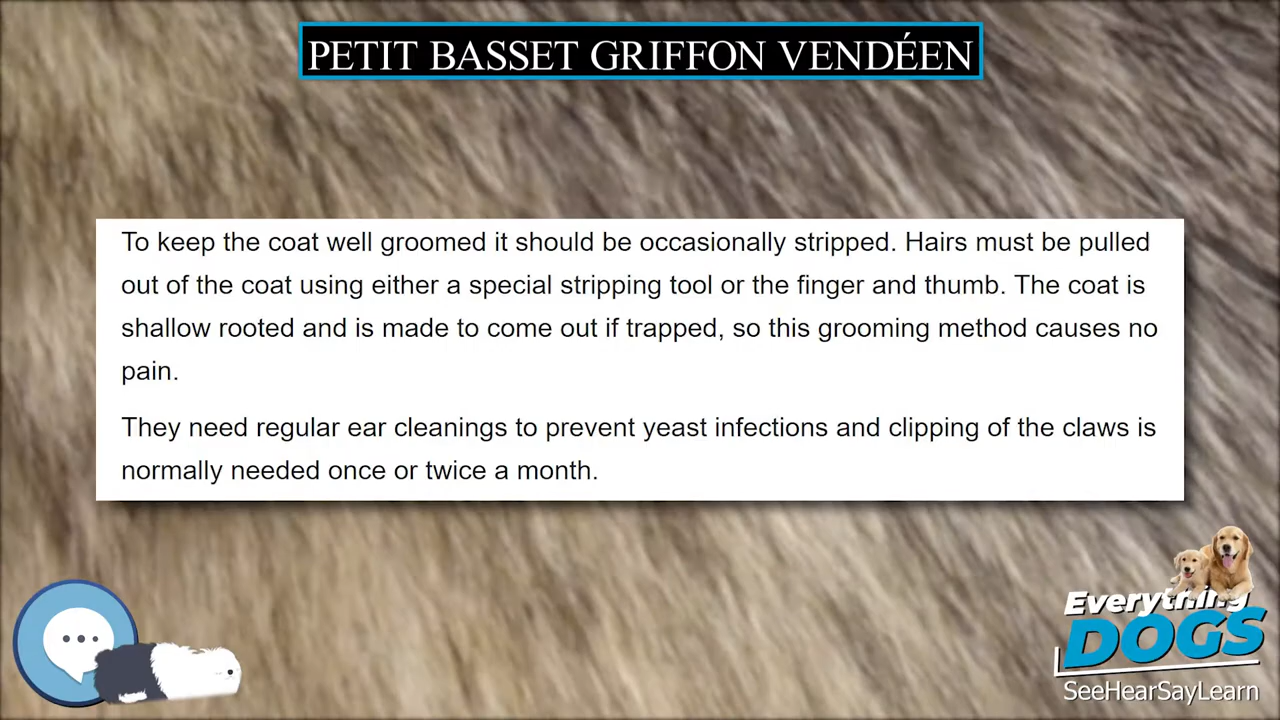 PETIT BASSET GRIFFON VENDÉEN
To keep the coat well groomed it should be occasionally stripped. Hairs must be pulled
out of the coat using either a special stripping tool or the finger and thumb. The coat is
shallow rooted and is made to come out if trapped, so this grooming method causes no
pain.
They need regular ear cleanings to prevent yeast infections and clipping of the claws is
normally needed once or twice a month.
Everything
DOGS
SeeHearSayLearn